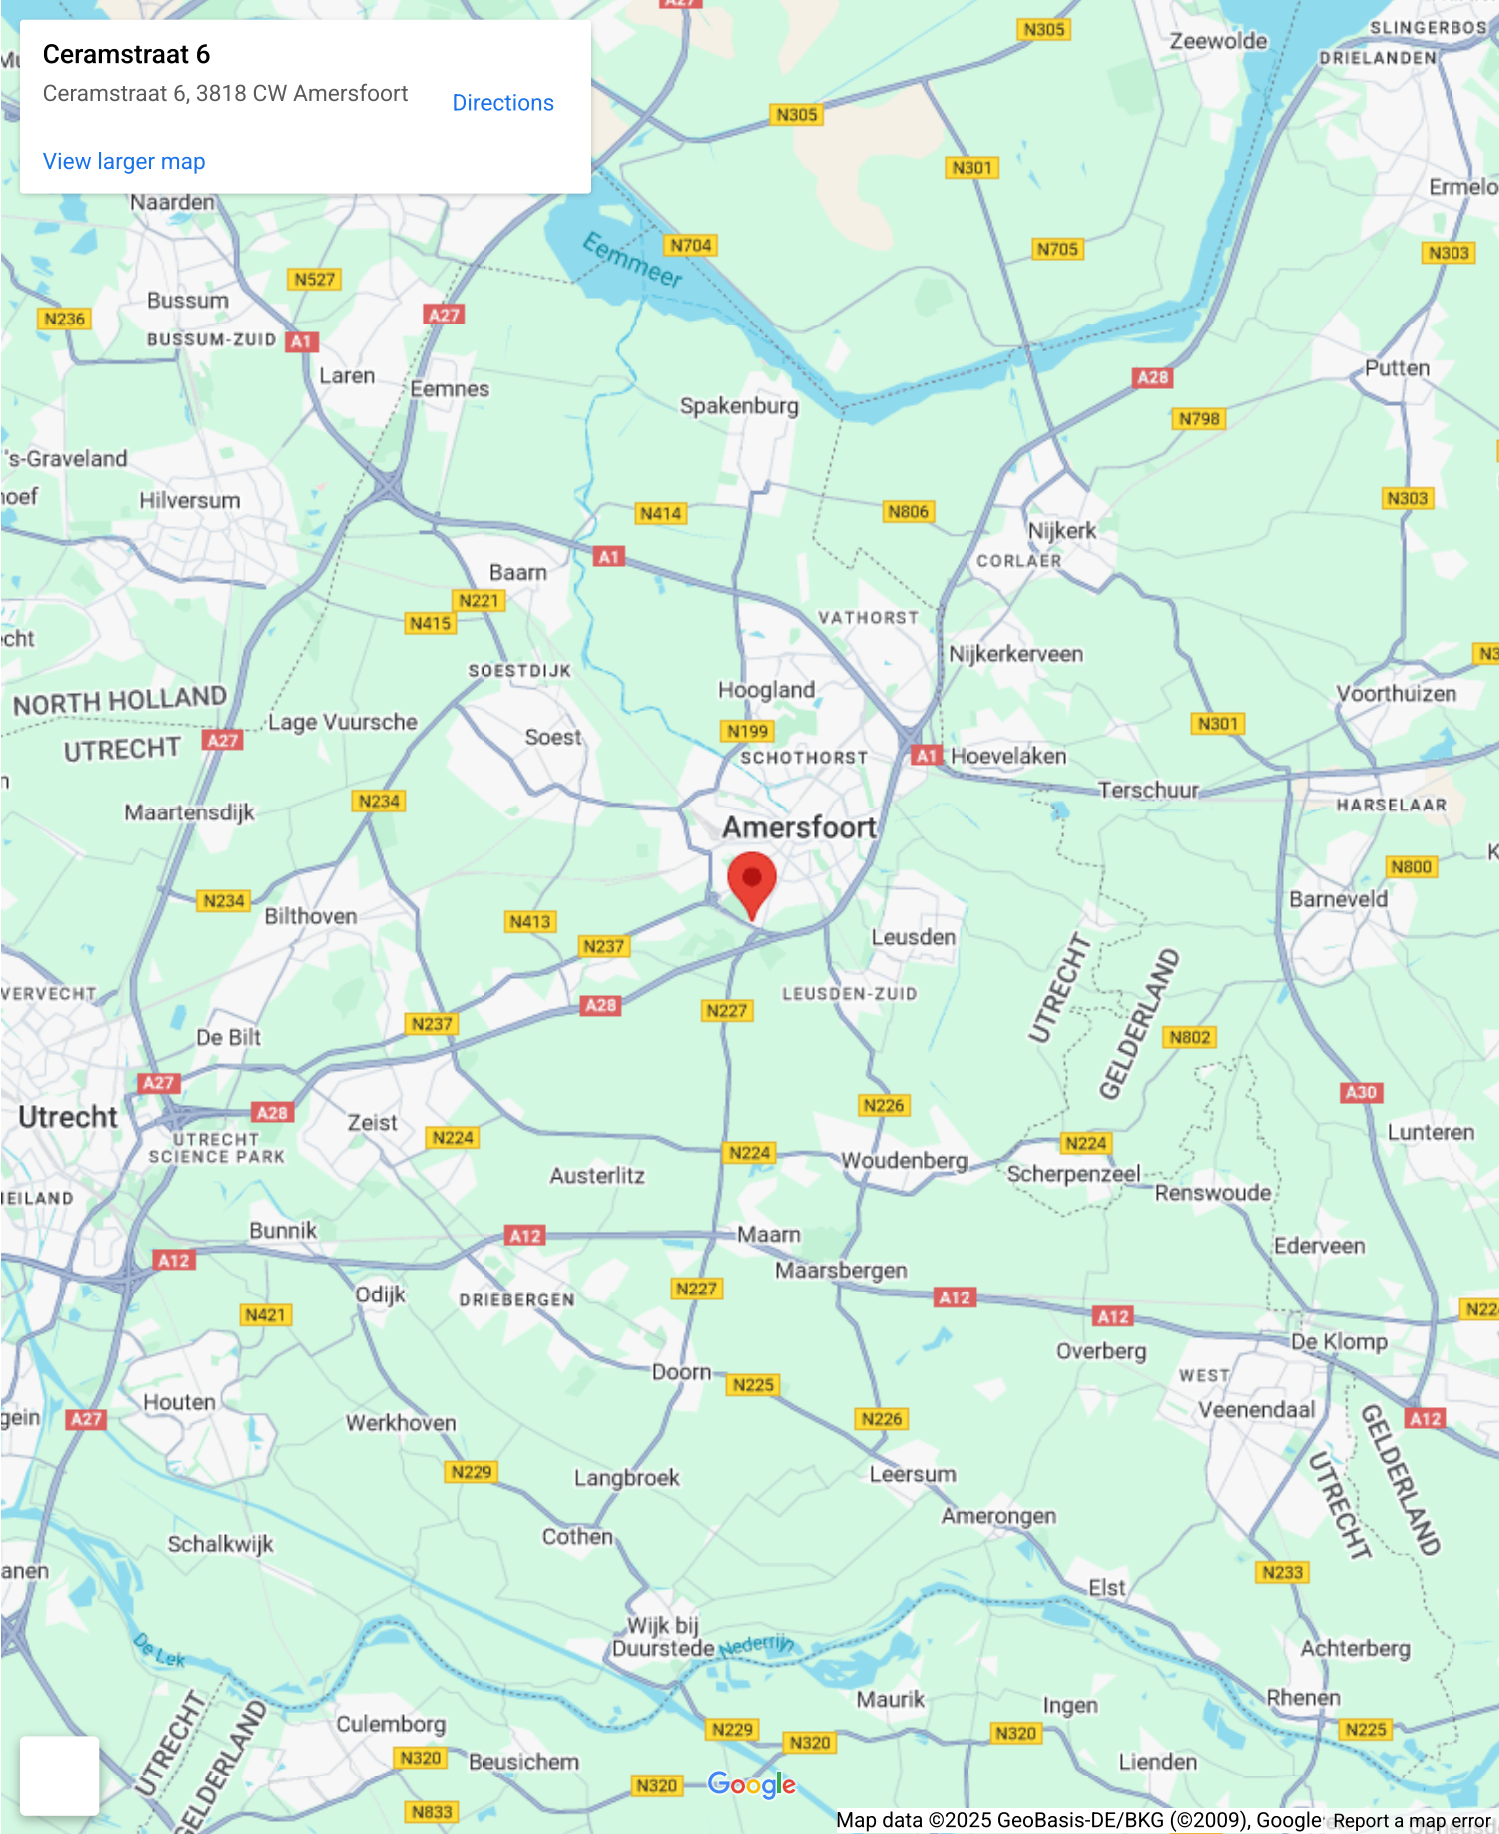 Ceramstraat 6
Ceramstraat 6, 3818 CW Amersfoort
Directions
View larger map
A27
N305
Zeewolde
SLINGERBOS
DRIELANDEN
N305
N301
Ermelo
Naarden
Eemmeer
N704
N705
N303
N527
Bussum
N236
A27
BUSSUM-ZUID
A1
Laren
Eemnes
Putten
A28
Spakenburg
N798
's-Graveland
hoef
Hilversum
N414
N806
N303
Nijkerk
A1
CORLAER
Baarn
N221
N415
VATHORST
echt
Nijkerkerveen
N3
SOESTDIJK
NORTH HOLLAND
Hoogland
Voorthuizen
Lage Vuursche
N301
UTRECHT
A27
Soest
N199
SCHOTHORST
A1
Hoevelaken
Terschuur
N234
HARSELAAR
Maartensdijk
Amersfoort
N800
K
N234
Bilthoven
N413
Barneveld
N237
Leusden
UTRECHT
GELDERLAND
VERVECHT
LEUSDEN-ZUID
A28
N227
N237
De Bilt
N802
A27
A28
Utrecht
Zeist
N226
A30
UTRECHT
SCIENCE PARK
N224
N224
N224
Lunteren
Woudenberg
Austerlitz
Scherpenzeel
Renswoude
IEILAND
Bunnik
A12
Maarn
A12
Ederveen
Maarsbergen
Odijk
DRIEBERGEN
N227
A12
N421
A12
N22
De Klomp
Overberg
Doorn
N225
WEST
Houten
Veenendaal
gein
A27
Werkhoven
N226
A12
GELDERLAND
UTRECHT
N229
Langbroek
Leersum
Amerongen
Cothen
Schalkwijk
anen
N233
Elst
Wijk bij
Duurstede
Nederrijn
De Lek
Achterberg
Maurik
Ingen
Rhenen
UTRECHT
GELDERLAND
Culemborg
N229
N320
N320
N225
N320
Beusichem
Lienden
N320
Google
N833
Map data ©2025 GeoBasis-DE/BKG (©2009), Google
Report a map error